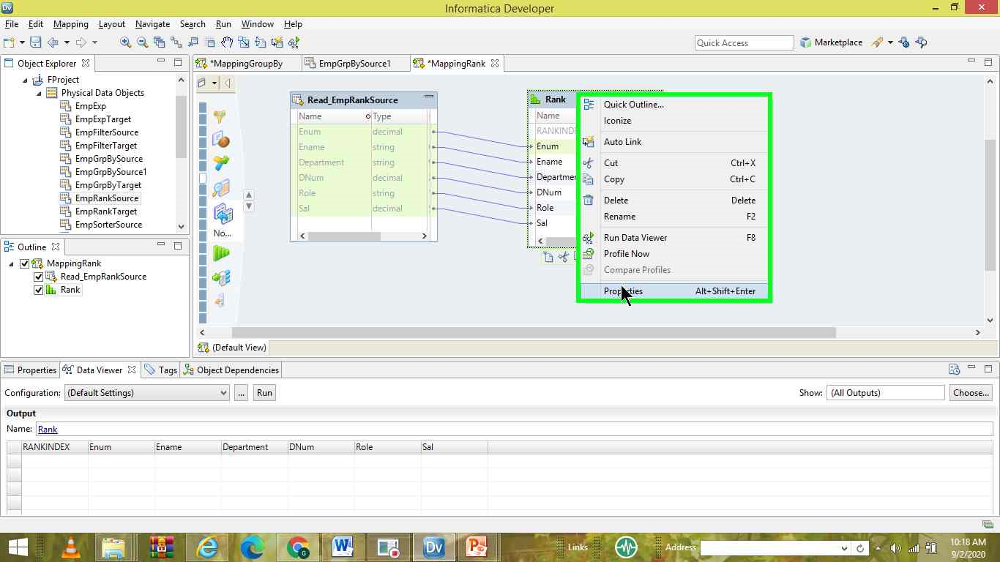 Informatica Developer
File Edit Mapping Layout Navigate Search Run Window Help
Quick Access Marketplace
Object Explorer
FProject
Physical Data Objects
EmpExp
EmpExpTarget
EmpFilterSource
EmpFilterTarget
EmpGrpBySource
EmpGrpBySource1
EmpGrpByTarget
EmpRankSource
EmpRankTarget
EmpSorterSource
Outline
MappingRank
Read_EmpRankSource
Rank
*MappingGroupBy EmpGrpBySource1 *MappingRank
No...
Read_EmpRankSource
Name Type
Enum decimal
Ename string
Department string
DNum decimal
Role string
Sal decimal
Rank
Name
RANKINDE
Enum
Ename
Departmen
DNum
Role
Sal
Quick Outline...
Iconize
Auto Link
Cut Ctrl+X
Copy Ctrl+C
Delete Delete
Rename F2
Run Data Viewer F8
Profile Now
Compare Profiles
Properties Alt+Shift+Enter
(Default View)
Properties Data Viewer Tags Object Dependencies
Configuration: (Default Settings) ... Run Show: (All Outputs) Choose...
Output
Name: Rank
RANKINDEX Enum Ename Department DNum Role Sal
Links Address
10:18 AM
9/2/2020